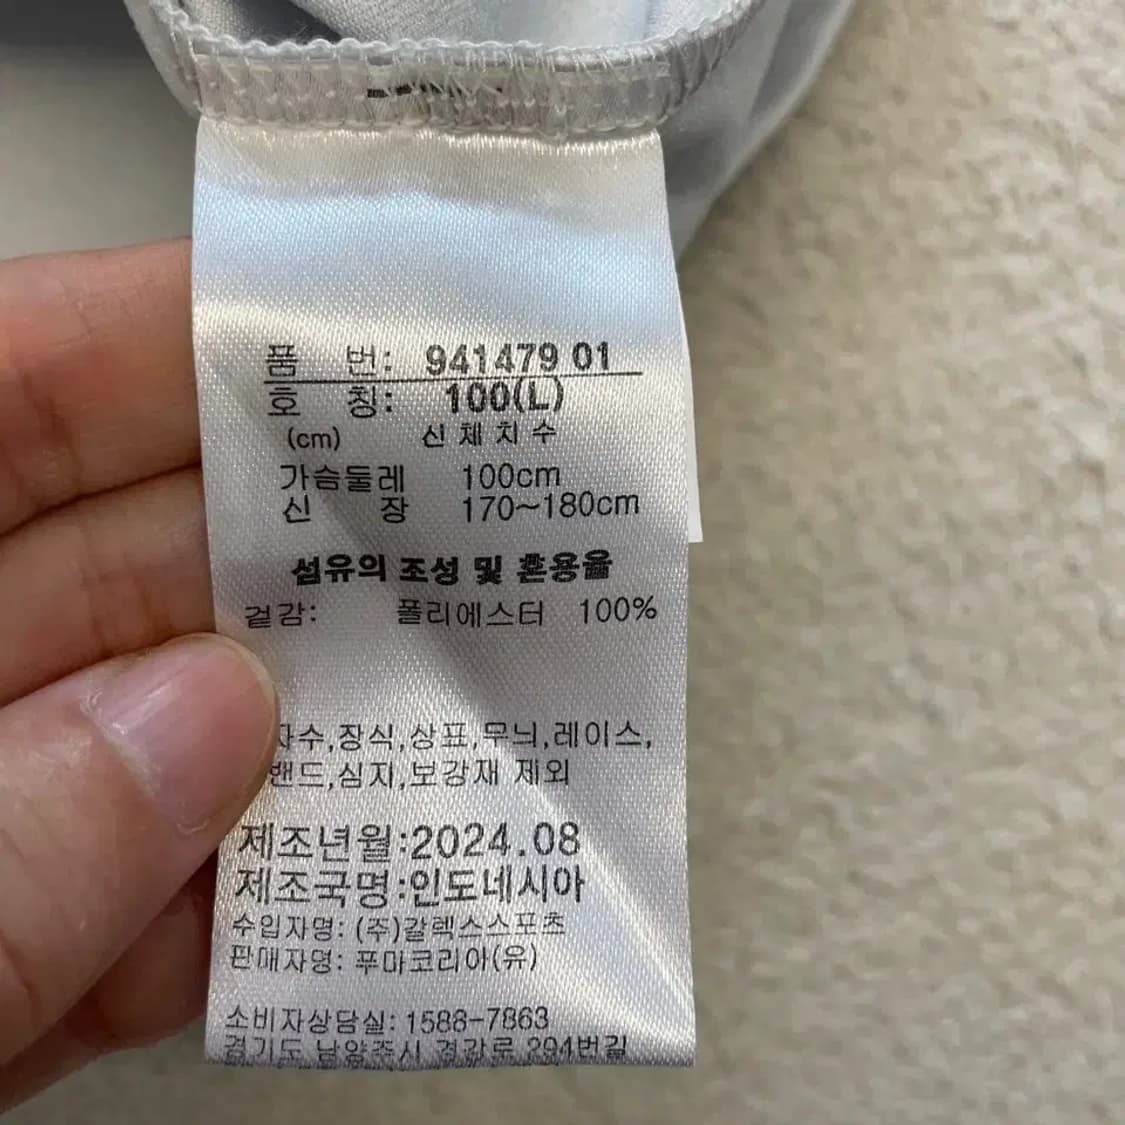 품 번: 941479 01
호 칭: 100(L)
(cm) 신체치수
가슴둘레 100cm
신 장 170~180cm
섬유의 조성 및 혼용율
겉감: 폴리에스터 100%
자수,장식,상표,무늬,레이스,
밴드,심지,보강재 제외
제조년월:2024.08
제조국명:인도네시아
수입자명: (주)갈렉스스포츠
판매자명: 푸마코리아(유)
소비자상담실: 1588-7863
경기도 남양주시 경강로 294번길